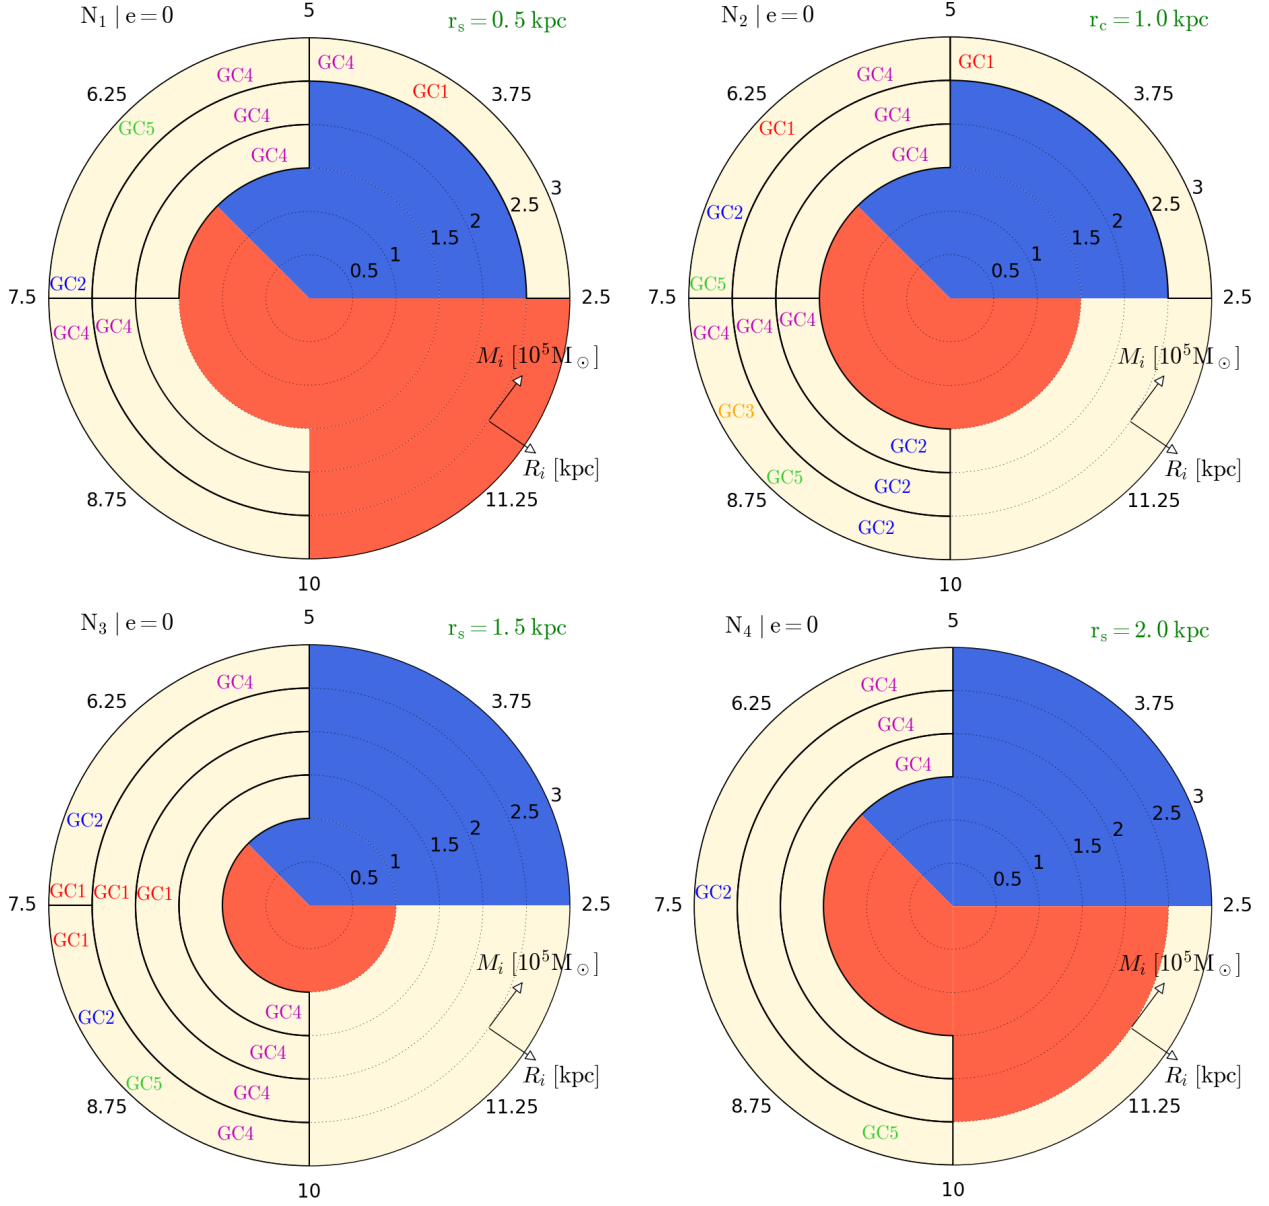 N₁ | e = 0
5
r_s = 0.5 kpc
GC4
GC4
6.25
GC1
3.75
GC4
GC5
GC4
3
2.5
2
1.5
1
0.5
GC2
7.5
2.5
GC4
GC4
M_i [10⁵M_⊙]
R_i [kpc]
8.75
11.25
10
N₂ | e = 0
5
r_c = 1.0 kpc
GC4
GC1
6.25
3.75
GC4
GC1
GC4
GC2
3
2.5
2
1.5
1
0.5
GC5
7.5
2.5
GC4
GC4
GC4
M_i [10⁵M_⊙]
GC3
GC2
R_i [kpc]
GC5
GC2
8.75
11.25
GC2
10
N₃ | e = 0
5
r_s = 1.5 kpc
GC4
6.25
3.75
GC2
3
2.5
2
1.5
1
0.5
GC1
GC1
GC1
7.5
2.5
GC1
M_i [10⁵M_⊙]
GC2
GC4
GC4
R_i [kpc]
GC5
GC4
8.75
11.25
GC4
10
N₄ | e = 0
5
r_s = 2.0 kpc
GC4
6.25
3.75
GC4
GC4
3
2.5
2
1.5
1
0.5
GC2
7.5
2.5
M_i [10⁵M_⊙]
R_i [kpc]
8.75
11.25
GC5
10